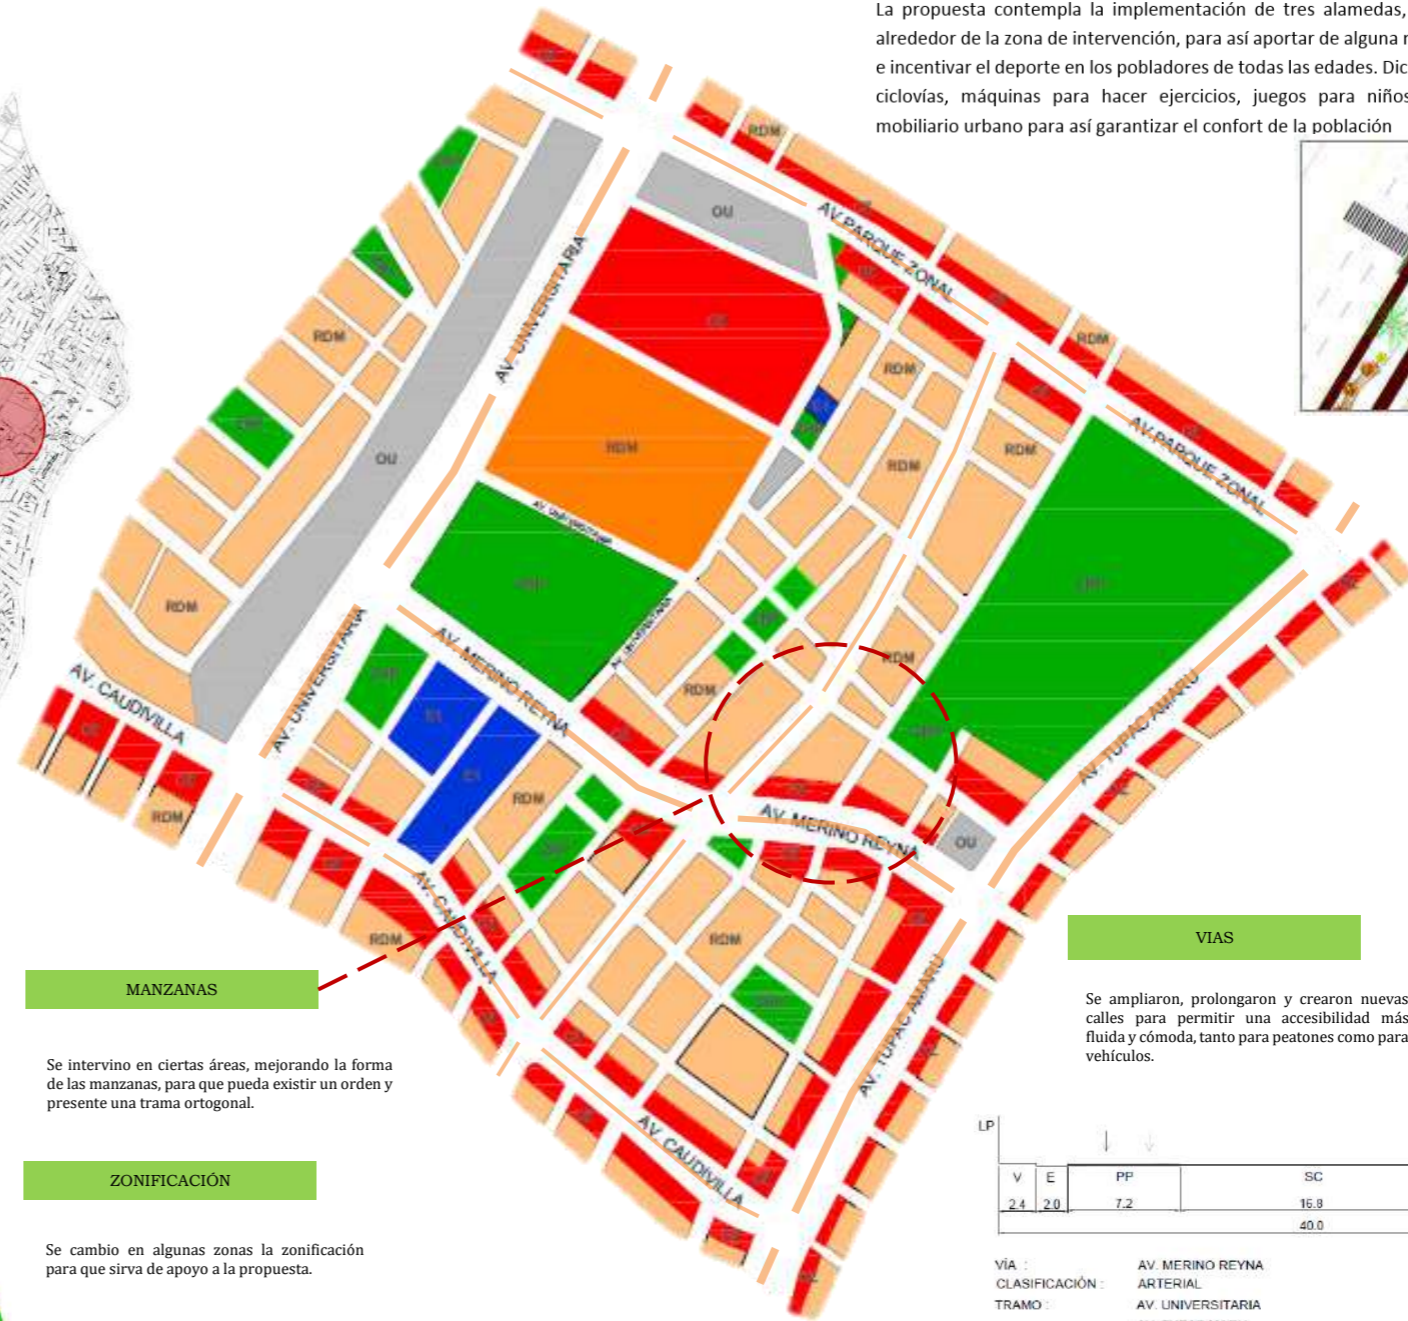 La propuesta contempla la implementación de tres alamedas,
alrededor de la zona de intervención, para así aportar de alguna
e incentivar el deporte en los pobladores de todas las edades.
ciclovías, máquinas para hacer ejercicios, juegos para niños
mobiliario urbano para así garantizar el confort de la población
RDM
OU
AV. PARQUE ZONAL
AV. UNIVERSITARIA
RDM
RDM
RDM
RDM
AV. PARQUE ZONAL
RDM
RDM
OU
AV. UNIVERSITARIA
RDM
AV. UNIVERSITARIA
AV. UNIVERSITARIA
AV. MERINO REYNA
RDM
RDM
AV. CAUDIVILLA
AV. TUPAC AMARU
RDM
RDM
AV. MERINO REYNA
OU
AV. CAUDIVILLA
RDM
RDM
AV. TUPAC AMARU
AV. CAUDIVILLA
MANZANAS
Se intervino en ciertas áreas, mejorando la forma
de las manzanas, para que pueda existir un orden y
presente una trama ortogonal.
ZONIFICACIÓN
Se cambio en algunas zonas la zonificación
para que sirva de apoyo a la propuesta.
VIAS
Se ampliaron, prolongaron y crearon nuevas
calles para permitir una accesibilidad más
fluida y cómoda, tanto para peatones como para
vehículos.
LP
V E PP SC
2.4 2.0 7.2 16.8
40.0
VÍA : AV. MERINO REYNA
CLASIFICACIÓN : ARTERIAL
TRAMO : AV. UNIVERSITARIA